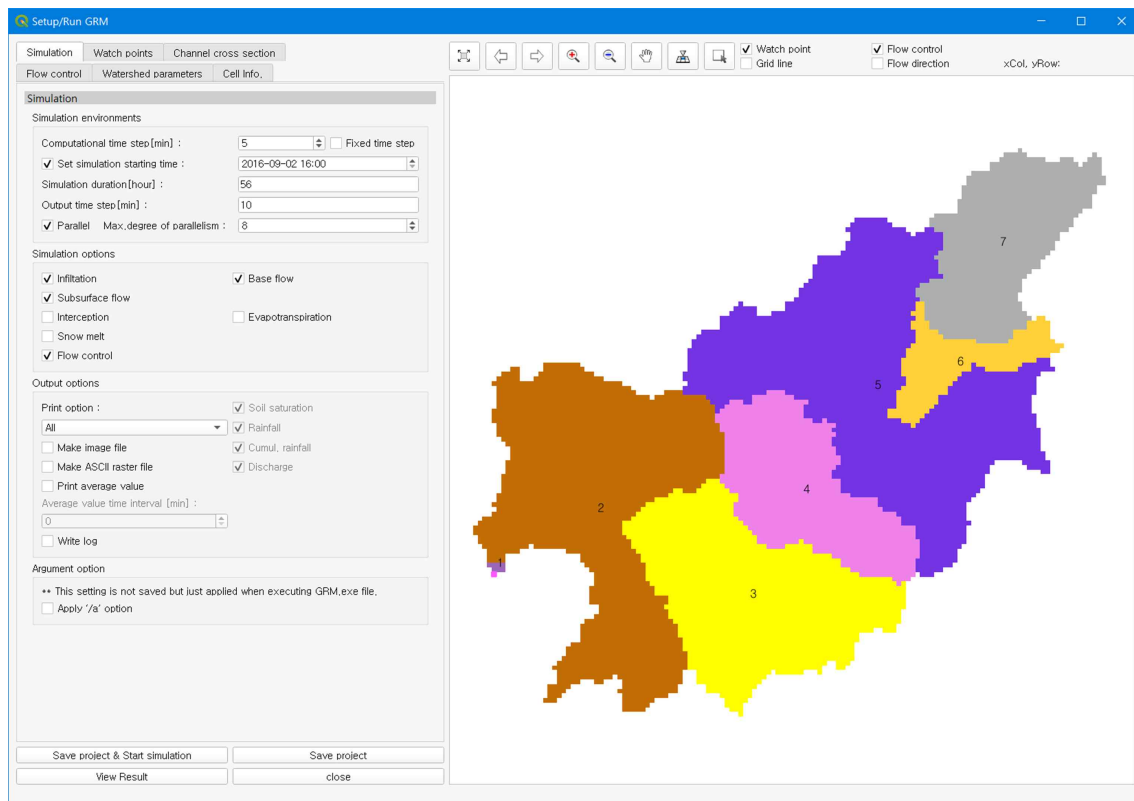 Setup/Run GRM
Simulation Watch points Channel cross section
Flow control Watershed parameters Cell Info.
Watch point Flow control
Grid line Flow direction xCol, yRow:
Simulation
Simulation environments
Computational time step[min] : 5 Fixed time step
Set simulation starting time : 2016-09-02 16:00
Simulation duration[hour] : 56
Output time step[min] : 10
Parallel Max.degree of parallelism : 8
Simulation options
Infiltation Base flow
Subsurface flow
Interception Evapotranspiration
Snow melt
Flow control
Output options
Print option : Soil saturation
All Rainfall
Make image file Cumul. rainfall
Make ASCII raster file Discharge
Print average value
Average value time interval [min] :
0
Write log
Argument option
** This setting is not saved but just applied when executing GRM.exe file.
Apply '/a' option
Save project & Start simulation Save project
View Result close
7
6
5
4
2
1
3